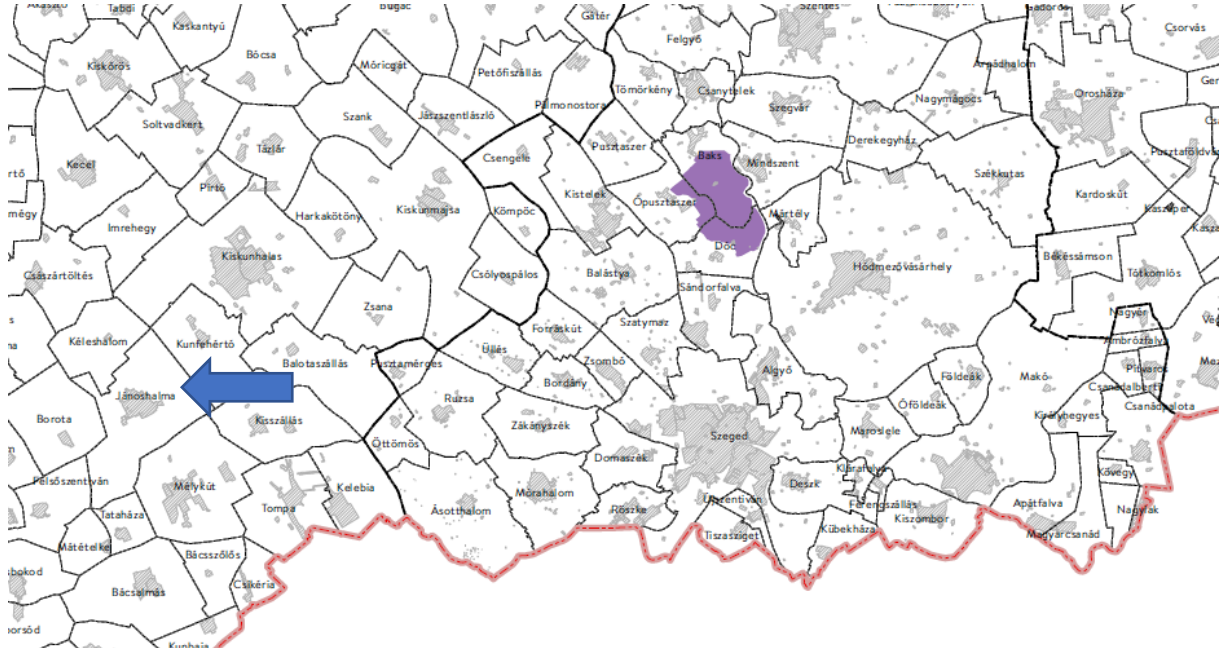 Tabdi
Bugac
Gátér
Szentes
Kaskantyú
Felgyő
Csorvás
Kiskőrös
Bócsa
Móricgát
Petőfiszállás
Árpádhalom
Tömörkény
Csanytelek
Nagymágocs
Orosháza
Soltvadkert
Szank
Jászszentlászló
Pálmonostora
Szegvár
Derekegyház
Tázlár
Csengele
Pusztaszer
Baks
Mindszent
Kecel
Székkutas
Pirtó
Kistelek
Ópusztaszer
Kardoskút
Kiskunmajsa
Kömpöc
Mártély
Kaszaper
Harkakötöny
Imrehegy
Dóc
Kiskunhalas
Békéssámson
Császártöltés
Csólyospálos
Balástya
Hódmezővásárhely
Tótkomlós
Sándorfalva
Zsana
Nagyér
Forráskút
Szatymaz
Kéleshalom
Kunfehértó
Üllés
Ambrózfalva
Balotaszállás
Pusztamérges
Zsombó
Algyő
Pitvaros
Bordány
Földeák
Makó
Jánoshalma
Csanádalberti
Ruzsa
Óföldeák
Csanádpalota
Borota
Kisszállás
Zákányszék
Királyhegyes
Szeged
Maroslele
Öttömös
Domaszék
Klárafalva
Kövegy
Felsőszentiván
Mélykút
Kelebia
Mórahalom
Deszk
Tompa
Ásotthalom
Röszke
Újszentiván
Ferencszállás
Apátfalva
Nagylak
Tataháza
Kiszombor
Kübekháza
Tiszasziget
Magyarcsanád
Mátételke
Bácsszőlős
Csikéria
Bácsalmás
Kunbaja